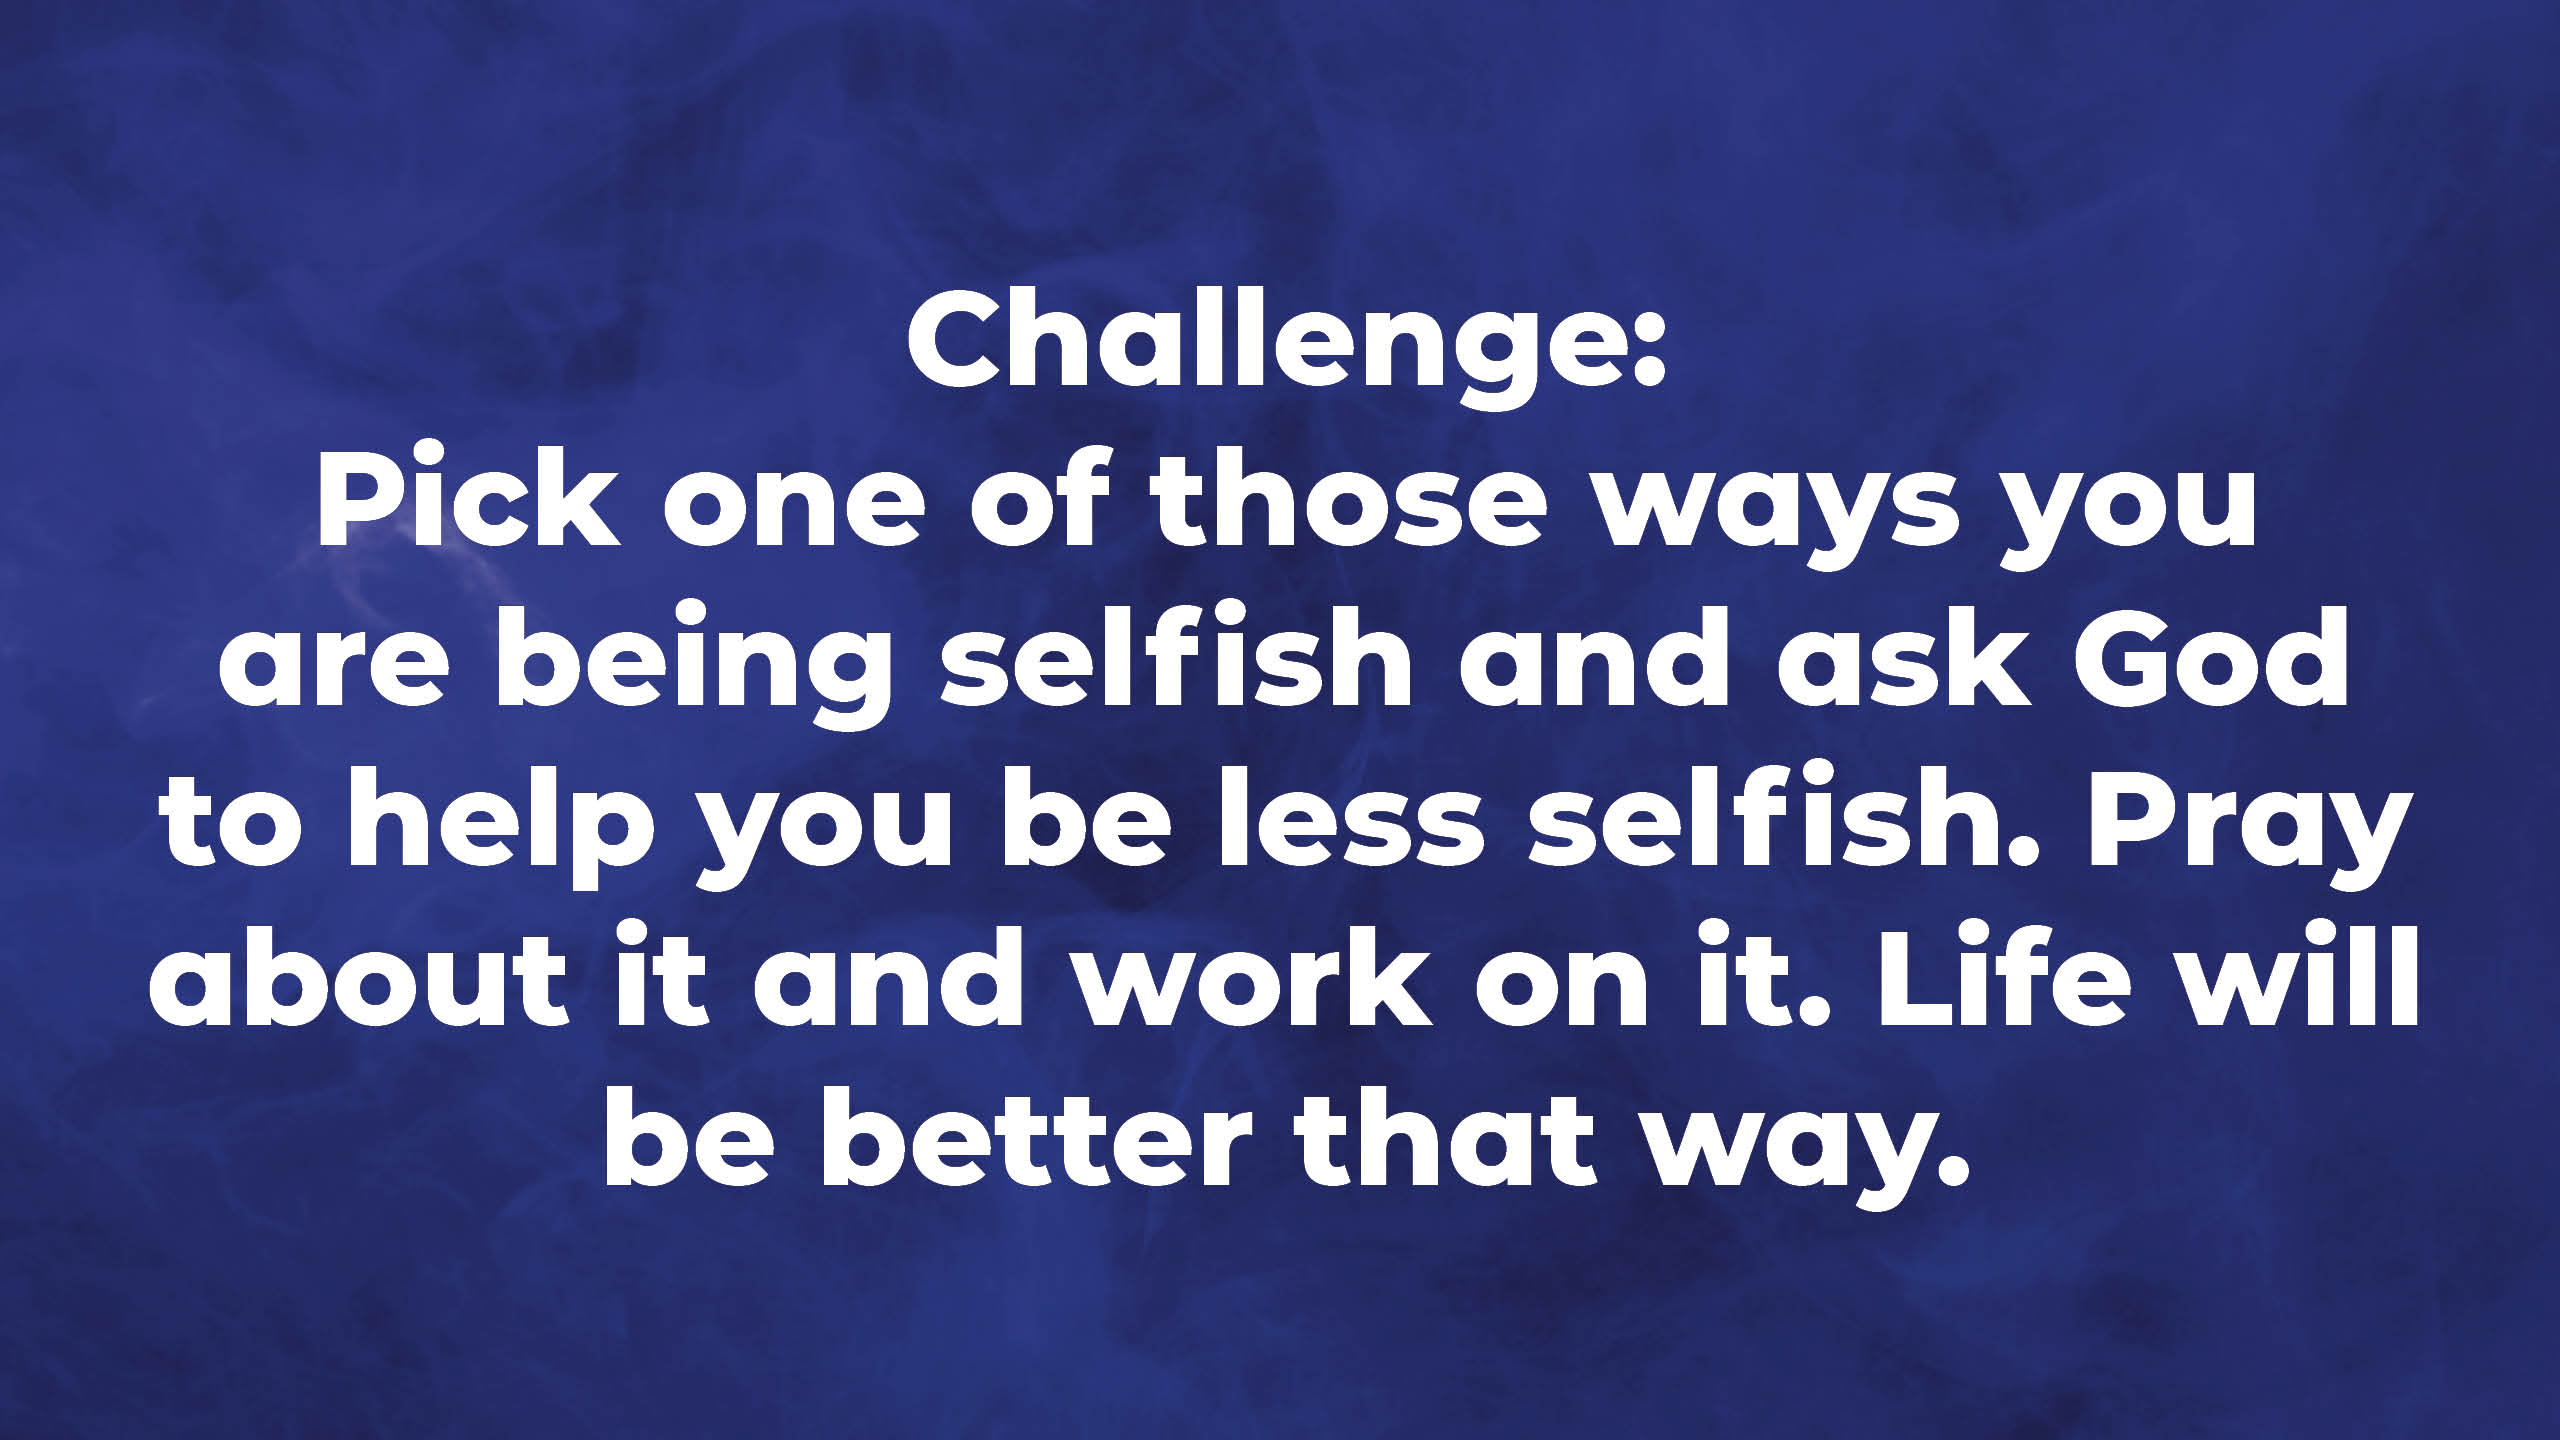 Challenge:
Pick one of those ways you
are being selfish and ask God
to help you be less selfish. Pray
about it and work on it. Life will
be better that way.